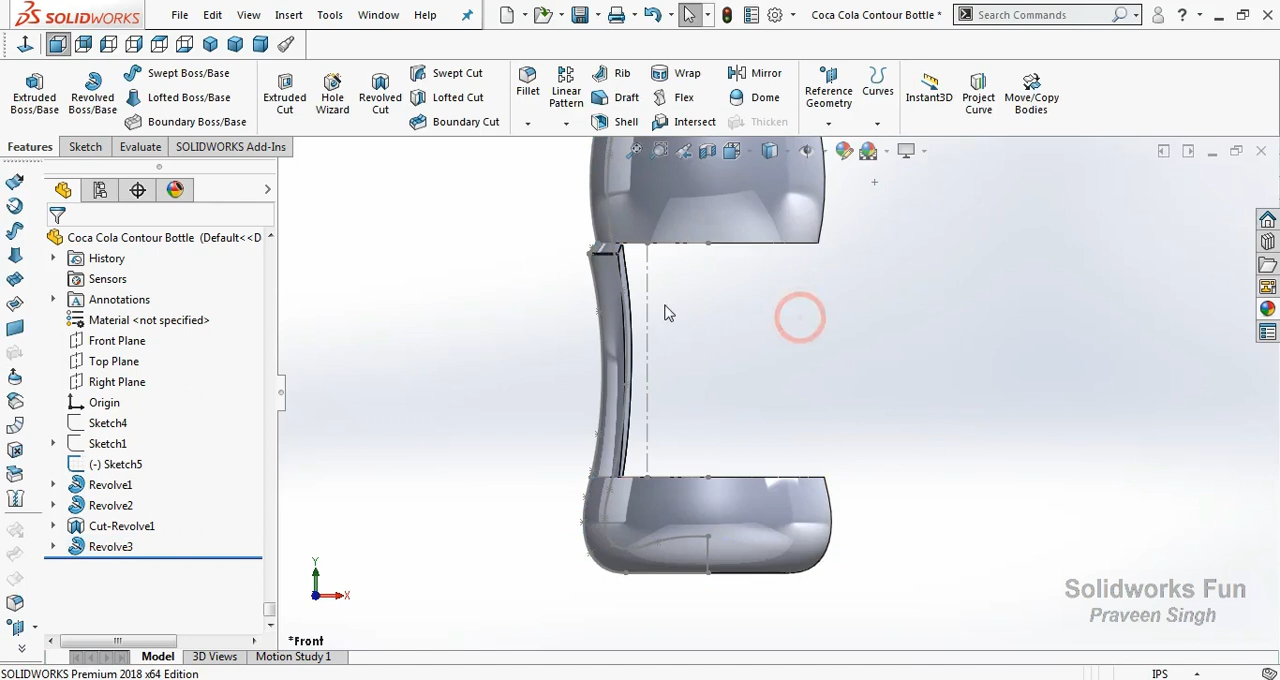 SOLIDWORKS File Edit View Insert Tools Window Help Coca Cola Contour Bottle * Search Commands ?
Extruded Boss/Base
Revolved Boss/Base
Swept Boss/Base
Lofted Boss/Base
Boundary Boss/Base
Extruded Cut
Hole Wizard
Revolved Cut
Swept Cut
Lofted Cut
Boundary Cut
Fillet
Linear Pattern
Rib
Draft
Shell
Wrap
Flex
Intersect
Mirror
Dome
Thicken
Reference Geometry
Curves
Instant3D
Project Curve
Move/Copy Bodies
Features Sketch Evaluate SOLIDWORKS Add-Ins
Coca Cola Contour Bottle (Default<<D
History
Sensors
Annotations
Material <not specified>
Front Plane
Top Plane
Right Plane
Origin
Sketch4
Sketch1
(-) Sketch5
Revolve1
Revolve2
Cut-Revolve1
Revolve3
Y
X
*Front
Solidworks Fun
Praveen Singh
Model 3D Views Motion Study 1
SOLIDWORKS Premium 2018 x64 Edition IPS